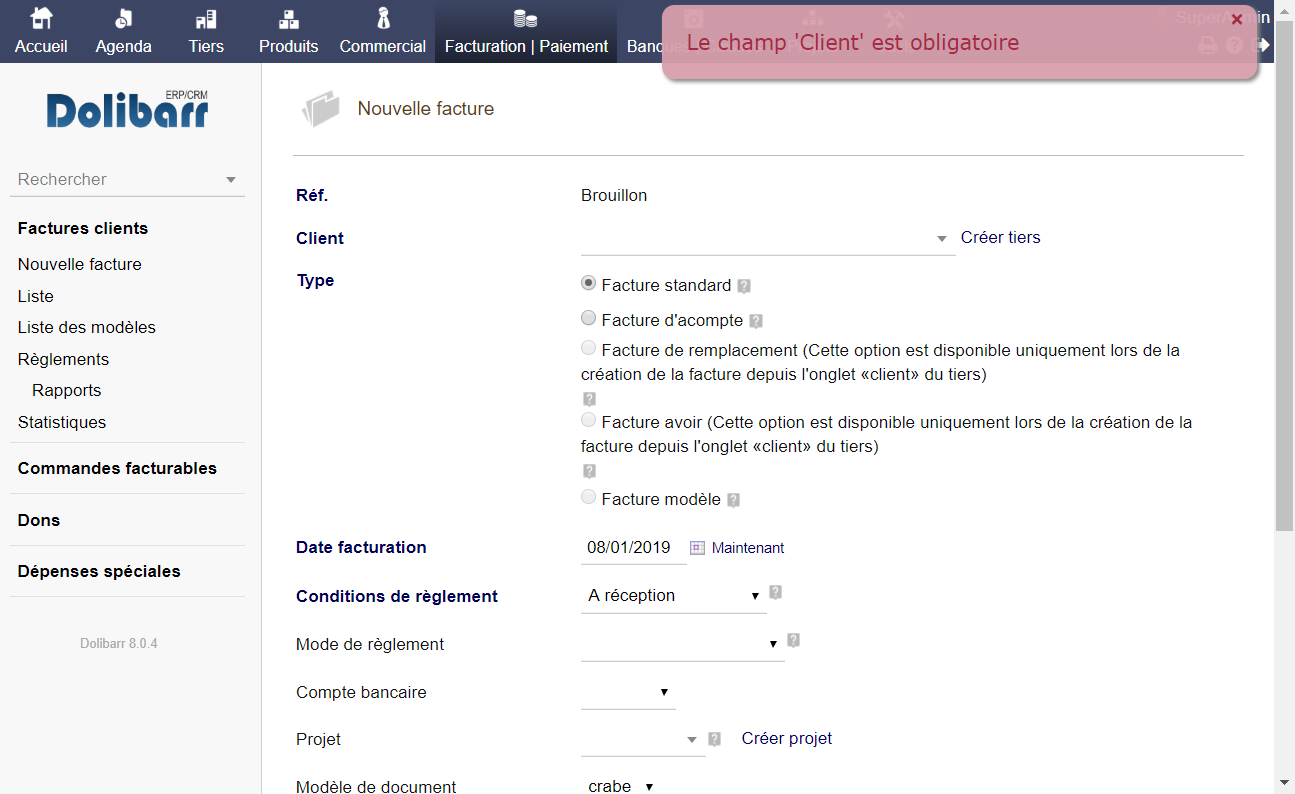 Accueil Agenda Tiers Produits Commercial Facturation | Paiement
Le champ 'Client' est obligatoire
ERP/CRM
Dolibarr
Rechercher
Factures clients
Nouvelle facture
Liste
Liste des modèles
Règlements
Rapports
Statistiques
Commandes facturables
Dons
Dépenses spéciales
Dolibarr 8.0.4
Nouvelle facture
Réf. Brouillon
Client Créer tiers
Type Facture standard
Facture d'acompte
Facture de remplacement (Cette option est disponible uniquement lors de la
création de la facture depuis l'onglet «client» du tiers)
Facture avoir (Cette option est disponible uniquement lors de la création de la
facture depuis l'onglet «client» du tiers)
Facture modèle
Date facturation 08/01/2019 Maintenant
Conditions de règlement A réception
Mode de règlement
Compte bancaire
Projet Créer projet
Modèle de document crabe